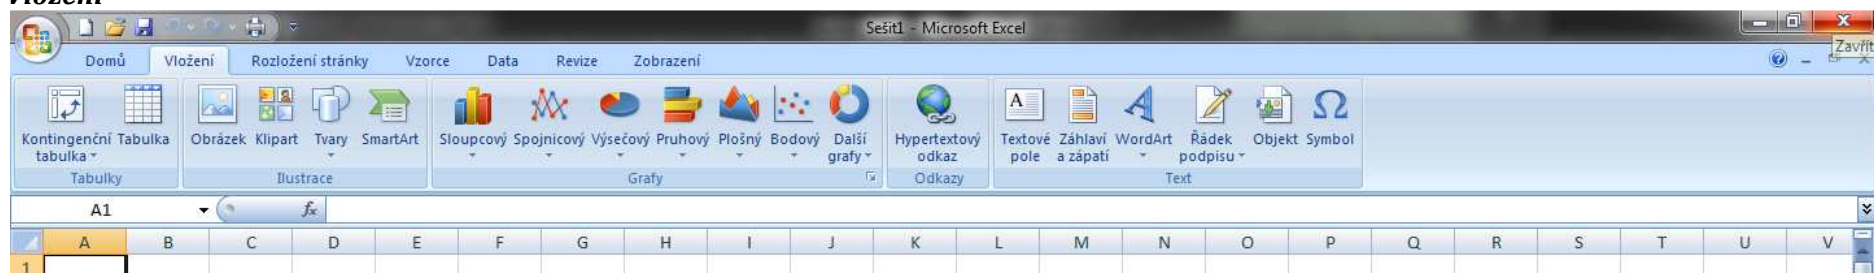 Vložení
Sešit1 - Microsoft Excel
Zavřít
Domů Vložení Rozložení stránky Vzorce Data Revize Zobrazení
Kontingenční Tabulka Obrázek Klipart Tvary SmartArt Sloupcový Spojnicový Výsečový Pruhový Plošný Bodový Další Hypertextový Textové Záhlaví WordArt Řádek Objekt Symbol
tabulka grafy odkaz pole a zápatí podpisu
Tabulky Ilustrace Grafy Odkazy Text
A1 fx
A B C D E F G H I J K L M N O P Q R S T U V
1